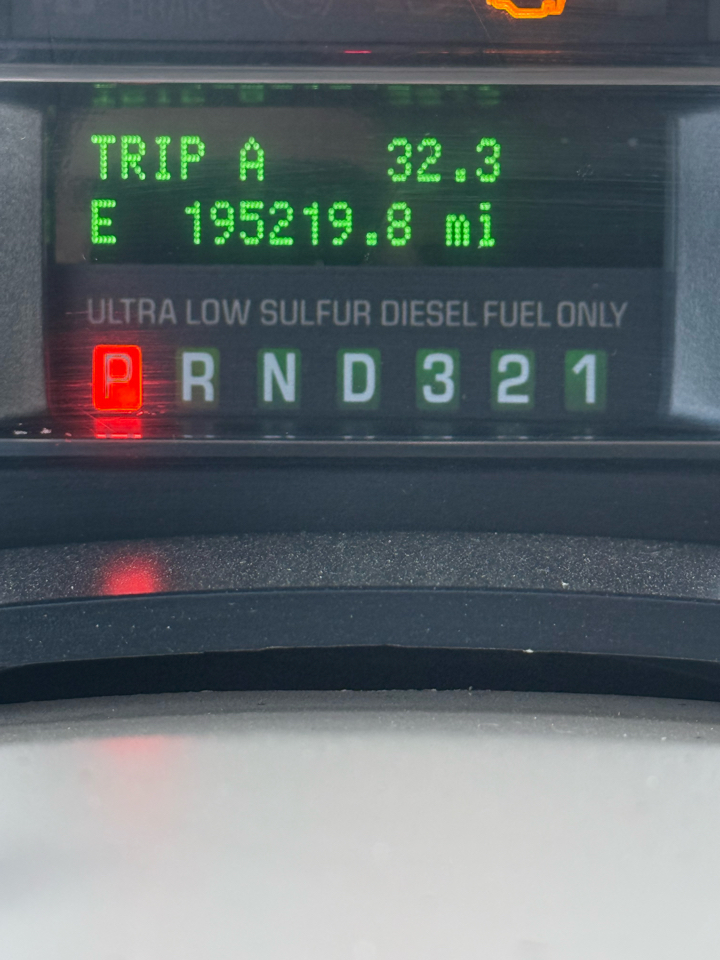 TRIP A 32.3
E 195219.8 mi
ULTRA LOW SULFUR DIESEL FUEL ONLY
P R N D 3 2 1